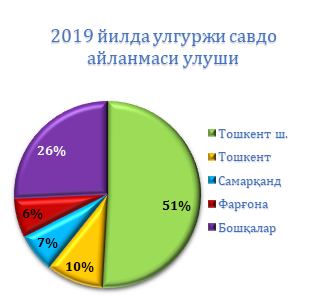 2019 йилда улгуржи савдо
айланмаси улуши
51%
10%
7%
6%
26%
Тошкент ш.
Тошкент
Самарқанд
Фарғона
Бошқалар